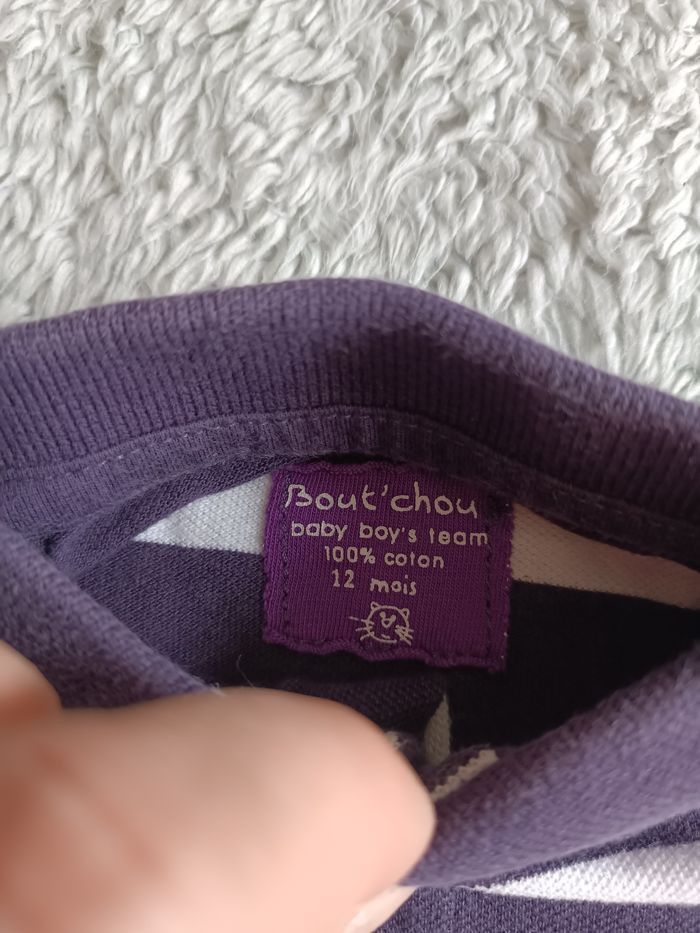 Bout'chou
baby boy's team
100% coton
12 mois